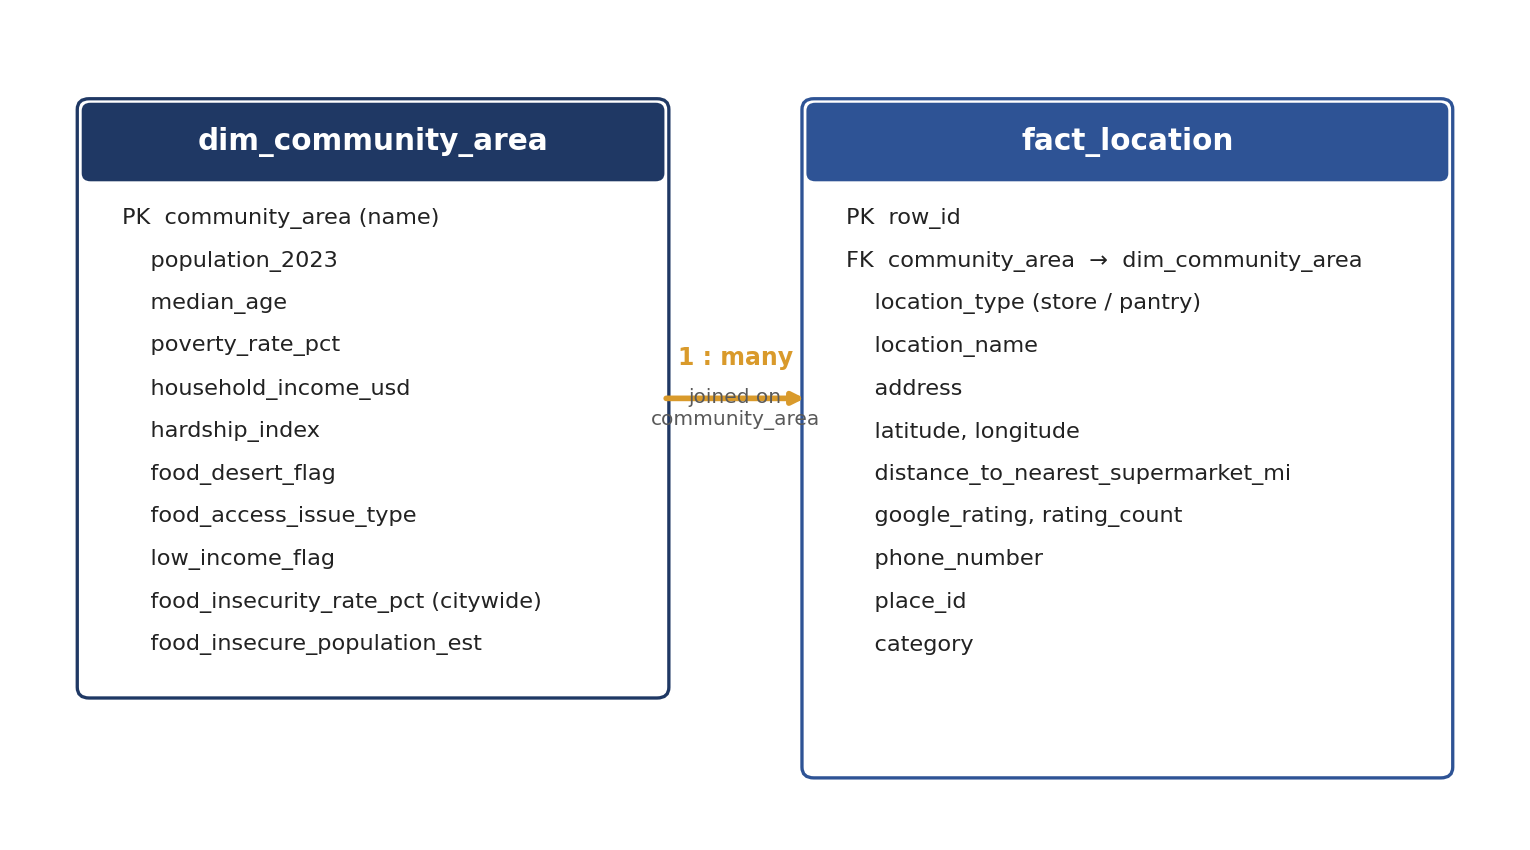 dim_community_area
PK community_area (name)
population_2023
median_age
poverty_rate_pct
household_income_usd
hardship_index
food_desert_flag
food_access_issue_type
low_income_flag
food_insecurity_rate_pct (citywide)
food_insecure_population_est
1 : many
joined on
community_area
fact_location
PK row_id
FK community_area → dim_community_area
location_type (store / pantry)
location_name
address
latitude, longitude
distance_to_nearest_supermarket_mi
google_rating, rating_count
phone_number
place_id
category